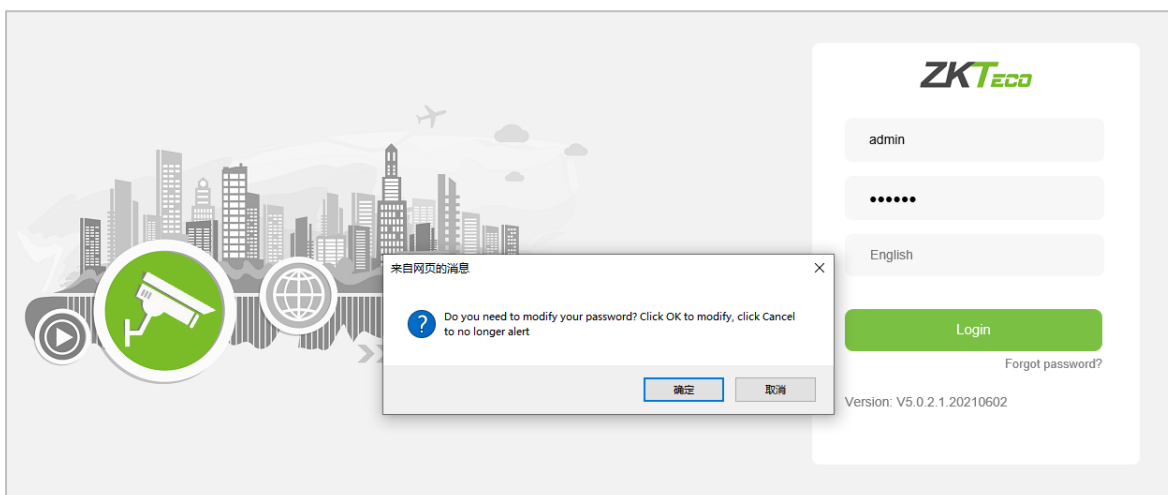 ZKTECO
admin
••••••
English
来自网页的消息
Do you need to modify your password? Click OK to modify, click Cancel
to no longer alert
确定
取消
Login
Forgot password?
Version: V5.0.2.1.20210602